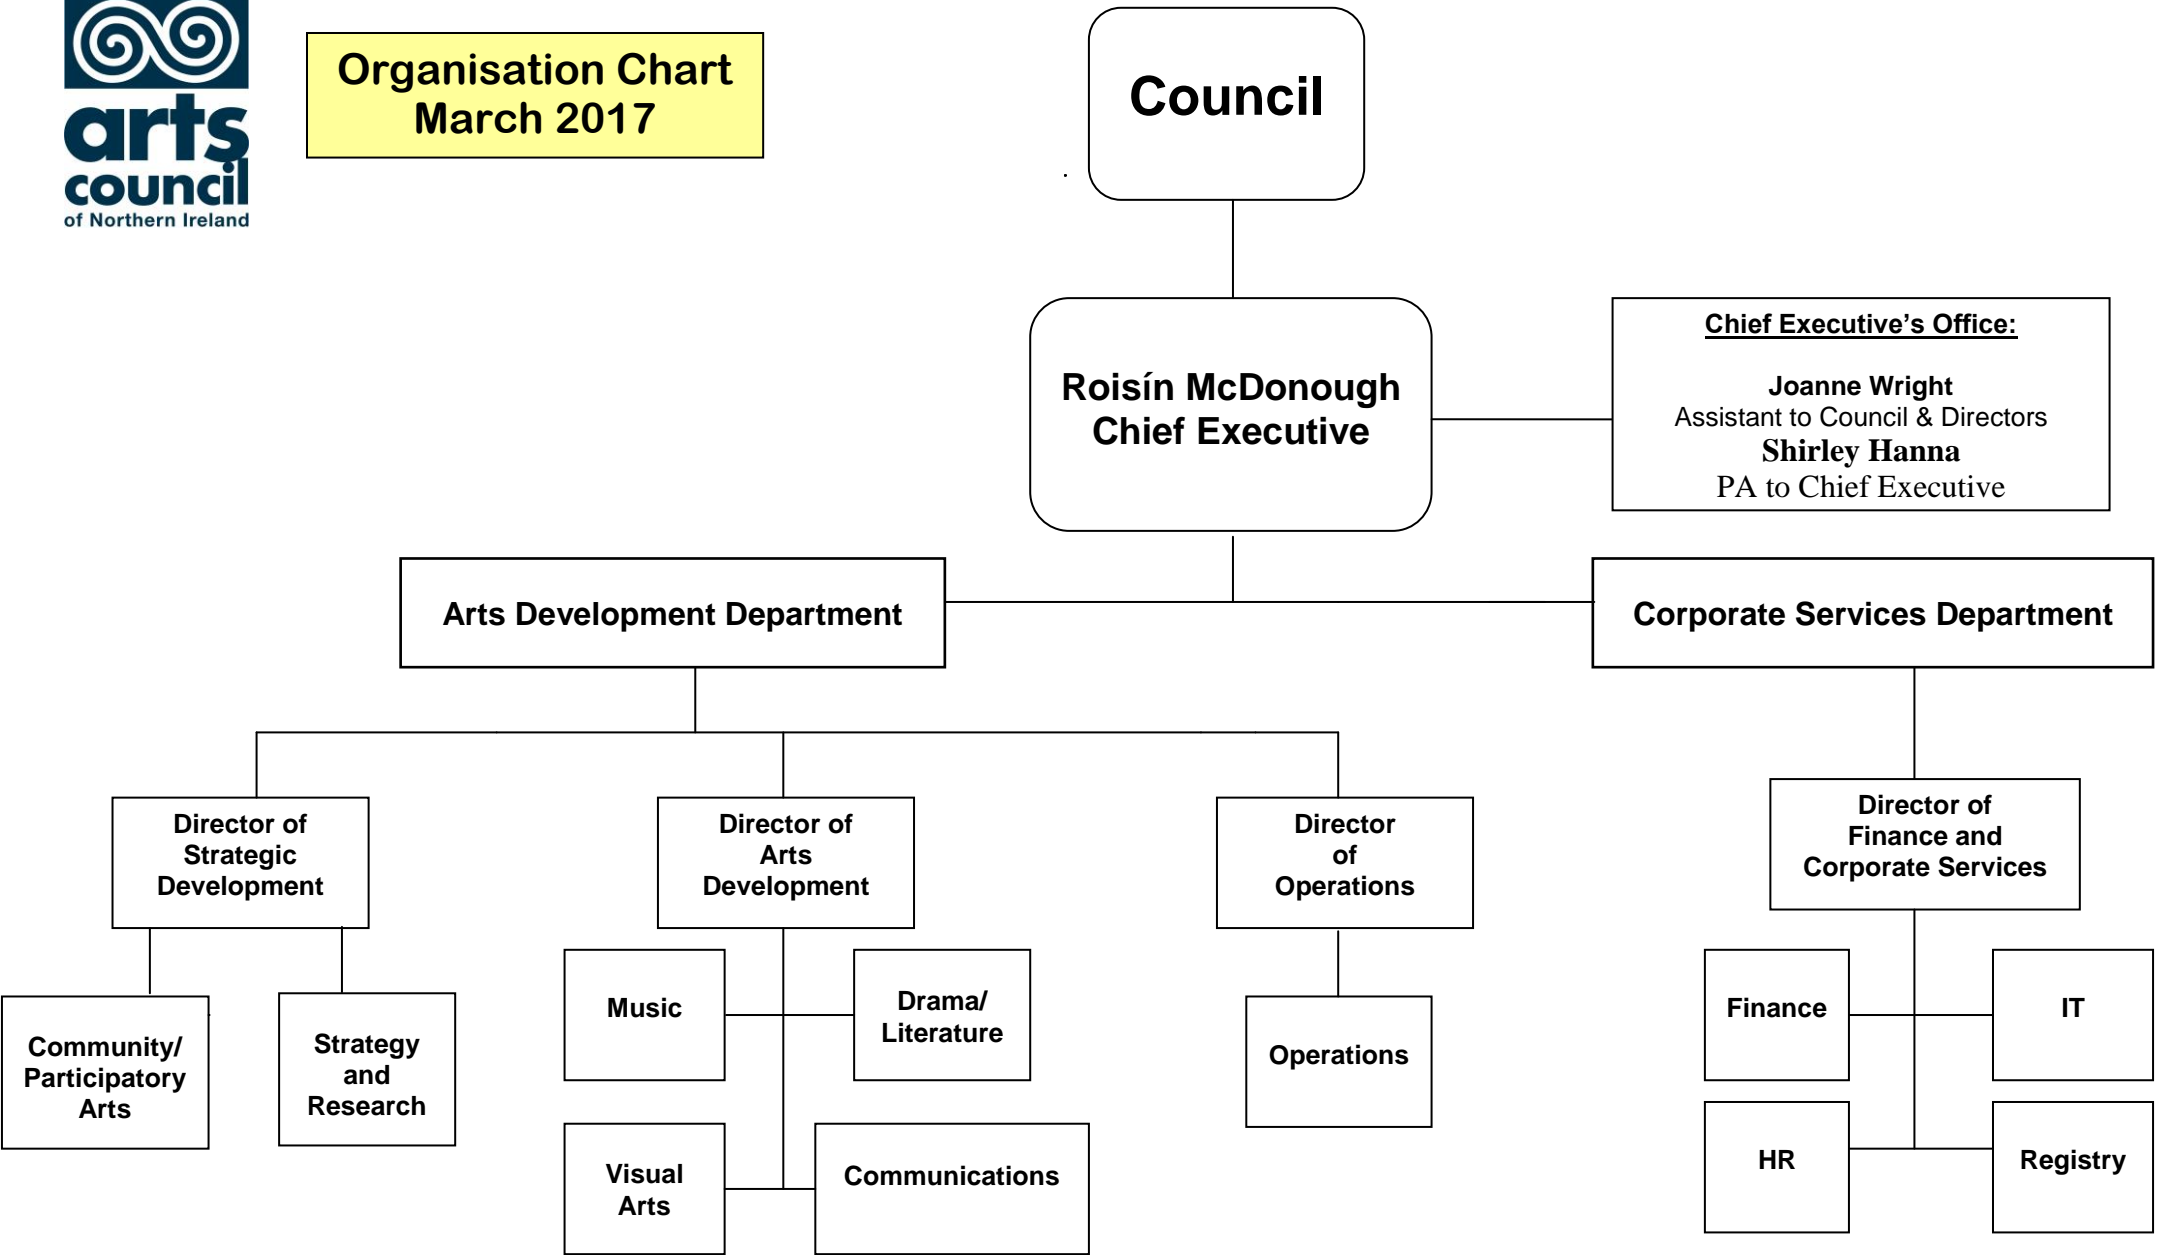 arts
council
of Northern Ireland
Organisation Chart
March 2017
Council
Roisín McDonough
Chief Executive
Chief Executive’s Office:
Joanne Wright
Assistant to Council & Directors
Shirley Hanna
PA to Chief Executive
Arts Development Department
Corporate Services Department
Director of
Strategic
Development
Director of
Arts
Development
Director
of
Operations
Director of
Finance and
Corporate Services
Community/
Participatory
Arts
Strategy
and
Research
Music
Drama/
Literature
Visual
Arts
Communications
Operations
Finance
IT
HR
Registry